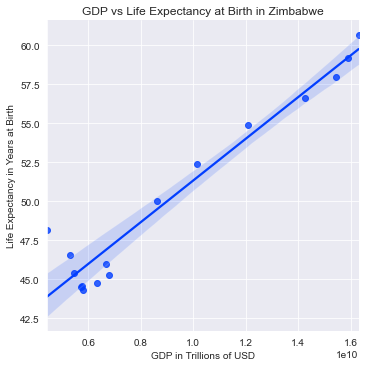 GDP vs Life Expectancy at Birth in Zimbabwe
Life Expectancy in Years at Birth
60.0
57.5
55.0
52.5
50.0
47.5
45.0
42.5
0.6 0.8 1.0 1.2 1.4 1.6
1e10
GDP in Trillions of USD